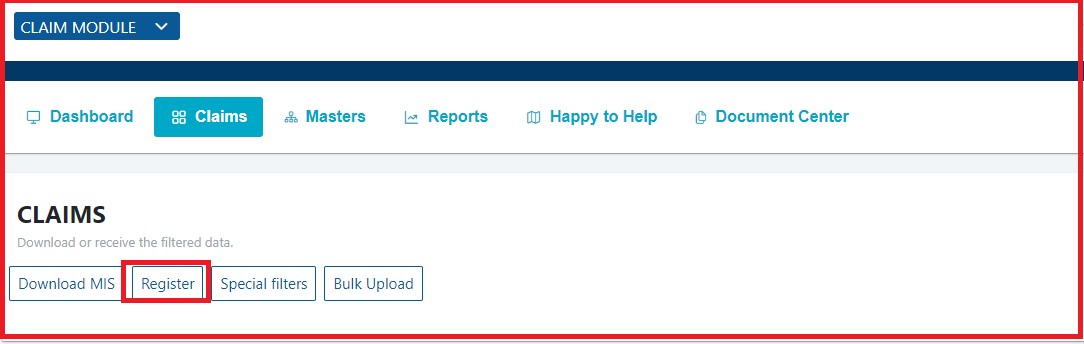 CLAIM MODULE
Dashboard Claims Masters Reports Happy to Help Document Center
CLAIMS
Download or receive the filtered data.
Download MIS Register Special filters Bulk Upload